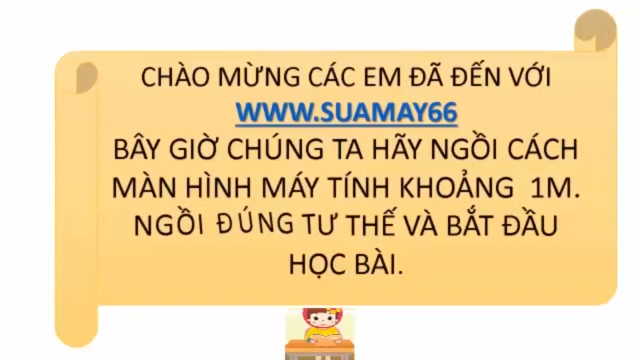 CHÀO MỪNG CÁC EM ĐÃ ĐẾN VỚI
WWW.SUAMAY66
BÂY GIỜ CHÚNG TA HÃY NGỒI CÁCH
MÀN HÌNH MÁY TÍNH KHOẢNG 1M.
NGỒI ĐÚNG TƯ THẾ VÀ BẮT ĐẦU
HỌC BÀI.